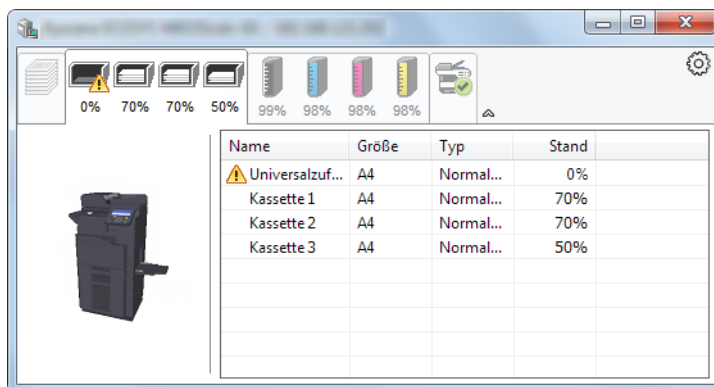 0% 70% 70% 50% 99% 98% 98% 98%
Name Größe Typ Stand
Universalzuf... A4 Normal... 0%
Kassette 1 A4 Normal... 70%
Kassette 2 A4 Normal... 70%
Kassette 3 A4 Normal... 50%